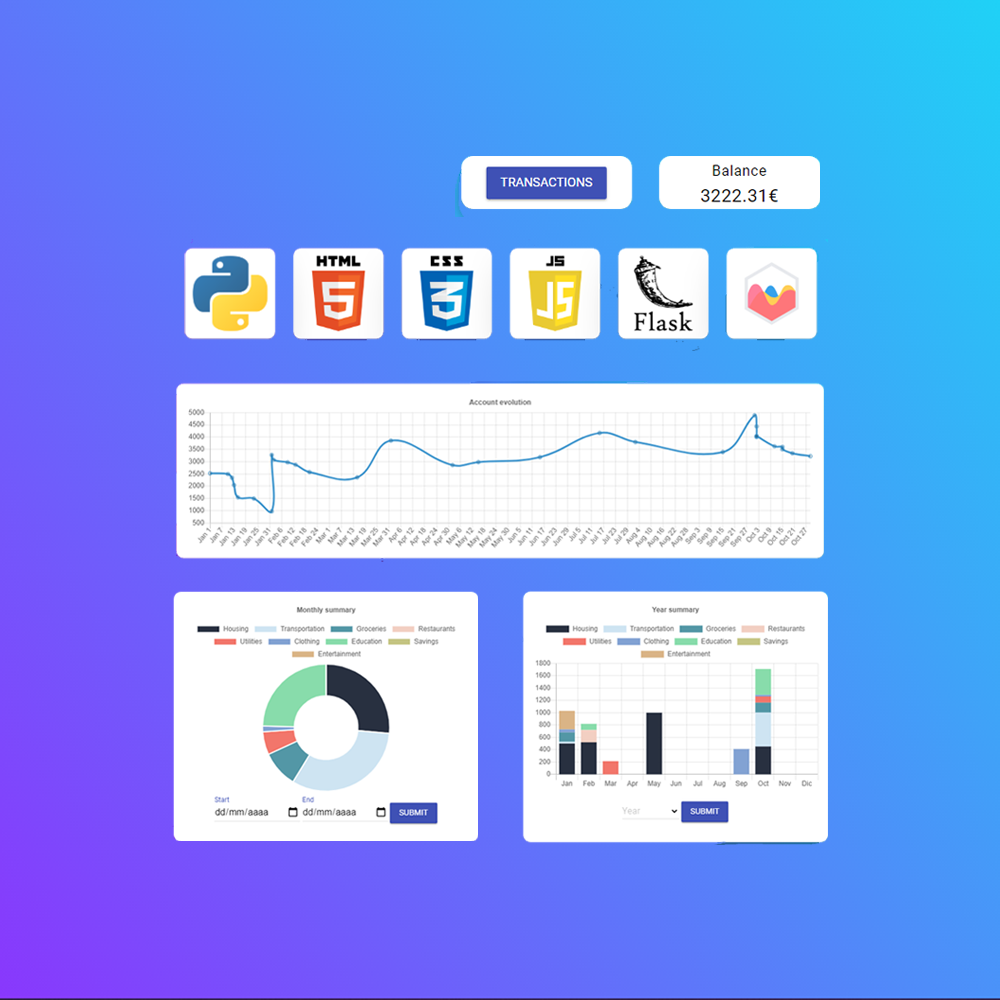 TRANSACTIONS
Balance
3222.31€
HTML
5
CSS
3
JS
JS
Flask
Account evolution
5000
4500
4000
3500
3000
2500
2000
1500
1000
500
Jan 1 Jan 7 Jan 13 Jan 19 Jan 25 Jan 31 Feb 6 Feb 12 Feb 18 Feb 24 Mar 1 Mar 7 Mar 13 Mar 19 Mar 25 Mar 31 Apr 6 Apr 12 Apr 18 Apr 24 Apr 30 May 6 May 12 May 18 May 24 May 30 Jun 5 Jun 11 Jun 17 Jun 23 Jun 29 Jul 5 Jul 11 Jul 17 Jul 23 Jul 29 Aug 4 Aug 10 Aug 16 Aug 22 Aug 28 Sep 3 Sep 9 Sep 15 Sep 21 Sep 27 Oct 3 Oct 9 Oct 15 Oct 21 Oct 27
Monthly summary
Housing Transportation Groceries Restaurants
Utilities Clothing Education Savings
Entertainment
Start End
dd/mm/aaaa dd/mm/aaaa SUBMIT
Year summary
Housing Transportation Groceries Restaurants
Utilities Clothing Education Savings
Entertainment
1800
1600
1400
1200
1000
800
600
400
200
0
Jan Feb Mar Apr May Jun Jul Aug Sep Oct Nov Dic
Year SUBMIT